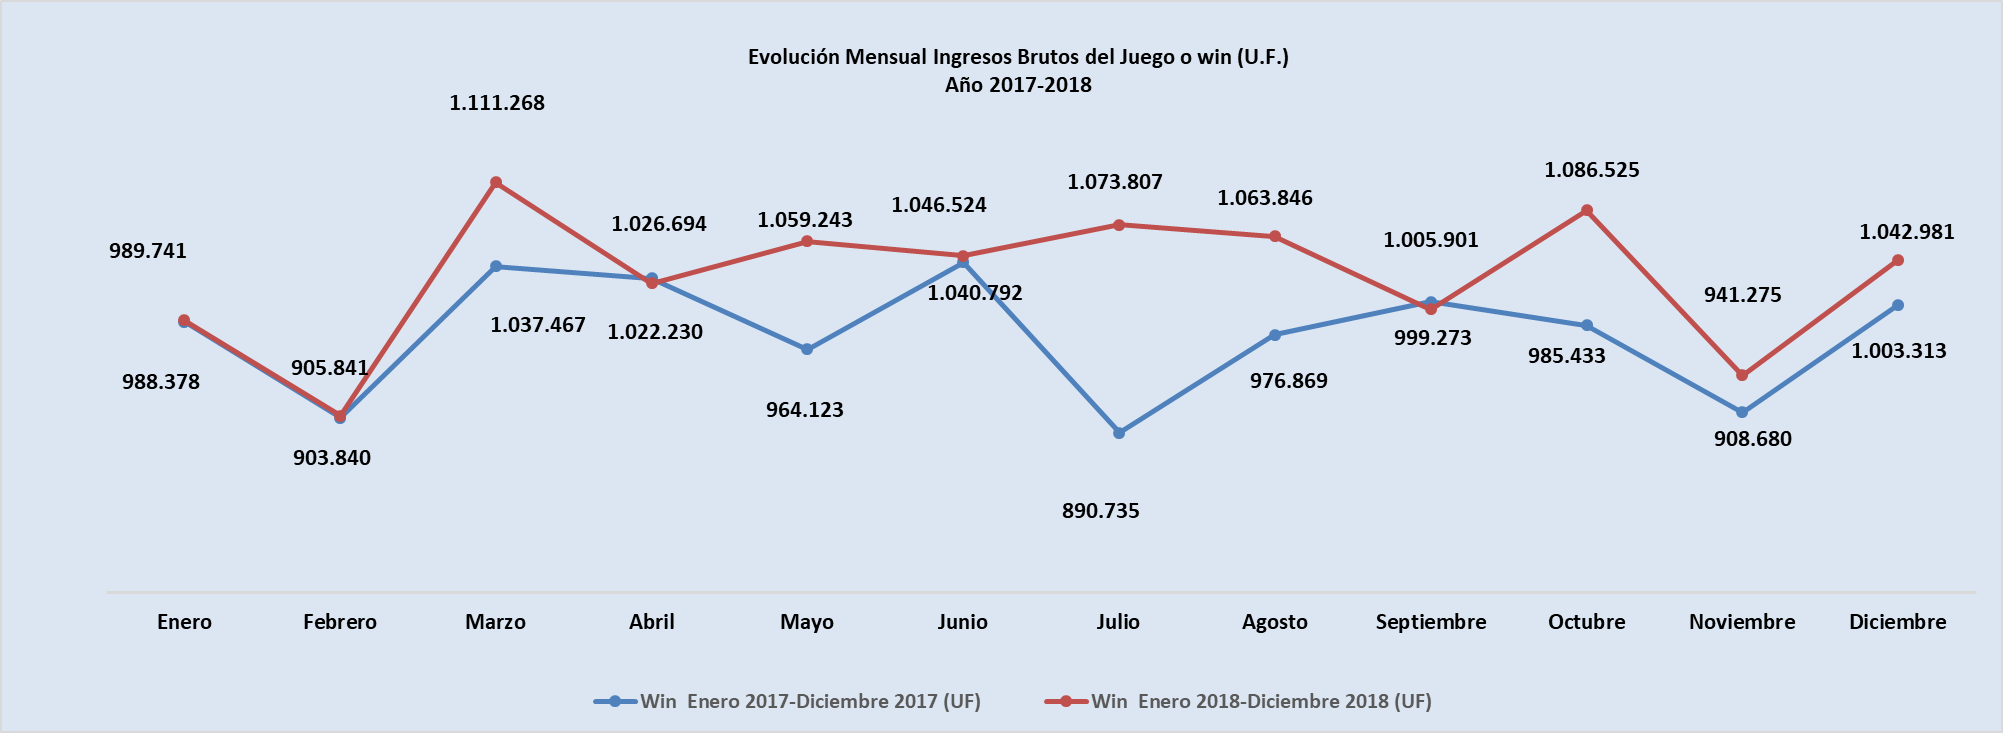 Evolución Mensual Ingresos Brutos del Juego o win (U.F.)
Año 2017-2018
1.111.268
1.086.525
1.073.807
1.063.846
1.046.524
1.059.243
1.026.694
1.042.981
1.005.901
989.741
1.040.792
941.275
1.037.467
1.022.230
999.273
1.003.313
985.433
905.841
988.378
976.869
964.123
908.680
903.840
890.735
Enero
Febrero
Marzo
Abril
Mayo
Junio
Julio
Agosto
Septiembre
Octubre
Noviembre
Diciembre
Win  Enero 2017-Diciembre 2017 (UF)
Win  Enero 2018-Diciembre 2018 (UF)